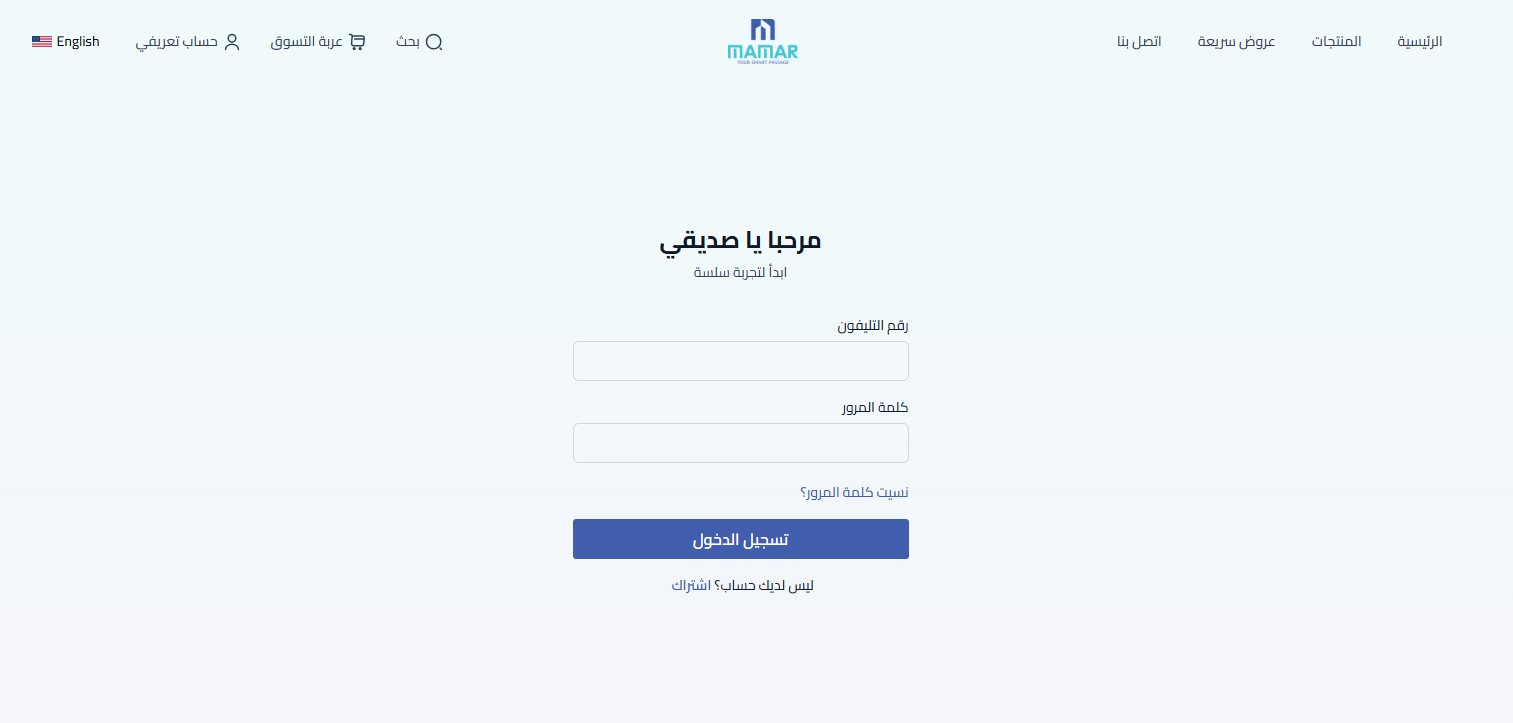 الرئيسية
المنتجات
عروض سريعة
اتصل بنا
MAMAR
YOUR SMART PASSAGE
بحث
عربة التسوق
حساب تعريفي
English
مرحبا يا صديقي
ابدأ لتجربة سلسة
رقم التليفون
كلمة المرور
نسيت كلمة المرور؟
تسجيل الدخول
ليس لديك حساب؟ اشتراك